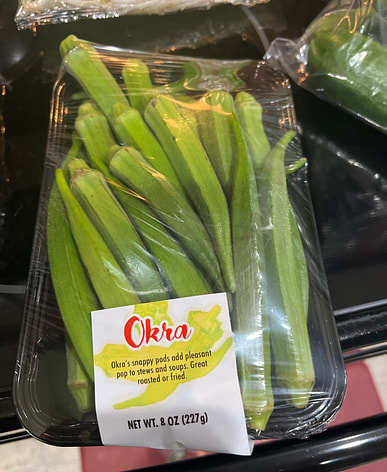 Okra
Okra's snappy pods add pleasant
pop to stews and soups. Great
roasted or fried.
NET WT. 8 OZ (227g)